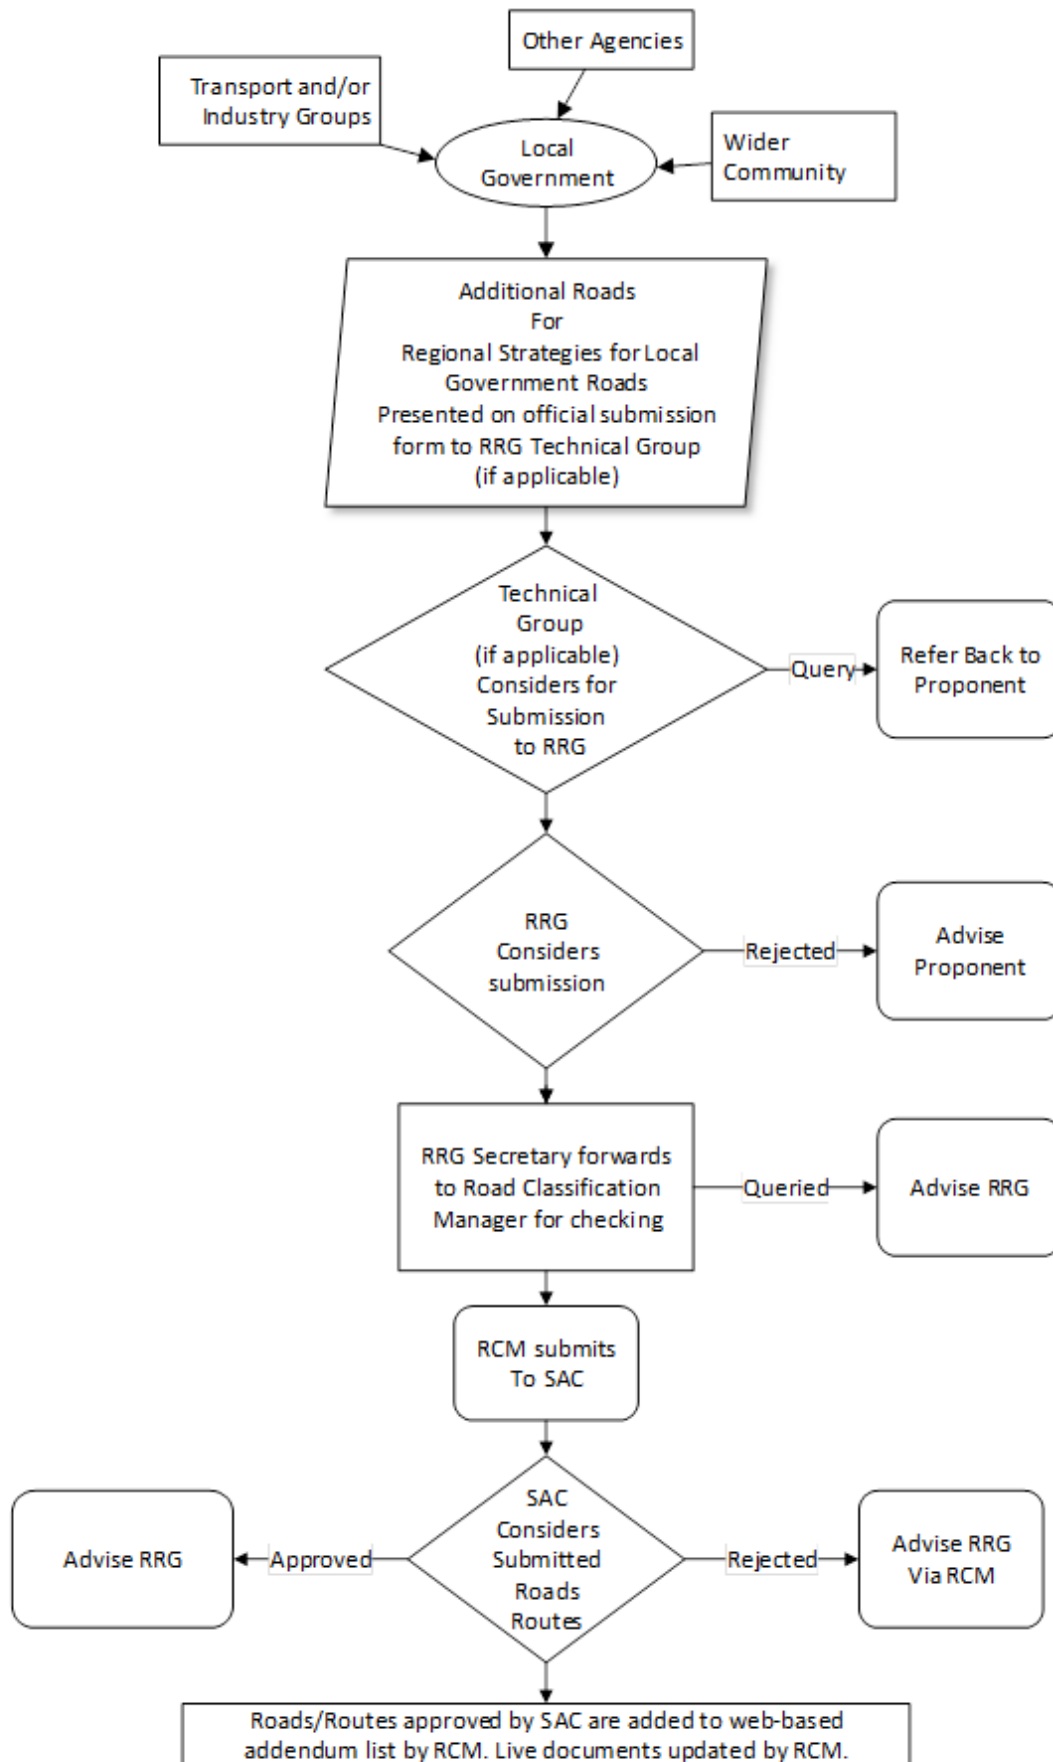 Other Agencies
Transport and/or
Industry Groups
Local
Government
Wider
Community
Additional Roads
For
Regional Strategies for Local
Government Roads
Presented on official submission
form to RRG Technical Group
(if applicable)
Technical
Group
(if applicable)
Considers for
Submission
to RRG
Query
Refer Back to
Proponent
RRG
Considers
submission
Rejected
Advise
Proponent
RRG Secretary forwards
to Road Classification
Manager for checking
Queried
Advise RRG
RCM submits
To SAC
SAC
Considers
Submitted
Roads
Routes
Approved
Advise RRG
Rejected
Advise RRG
Via RCM
Roads/Routes approved by SAC are added to web-based
addendum list by RCM. Live documents updated by RCM.